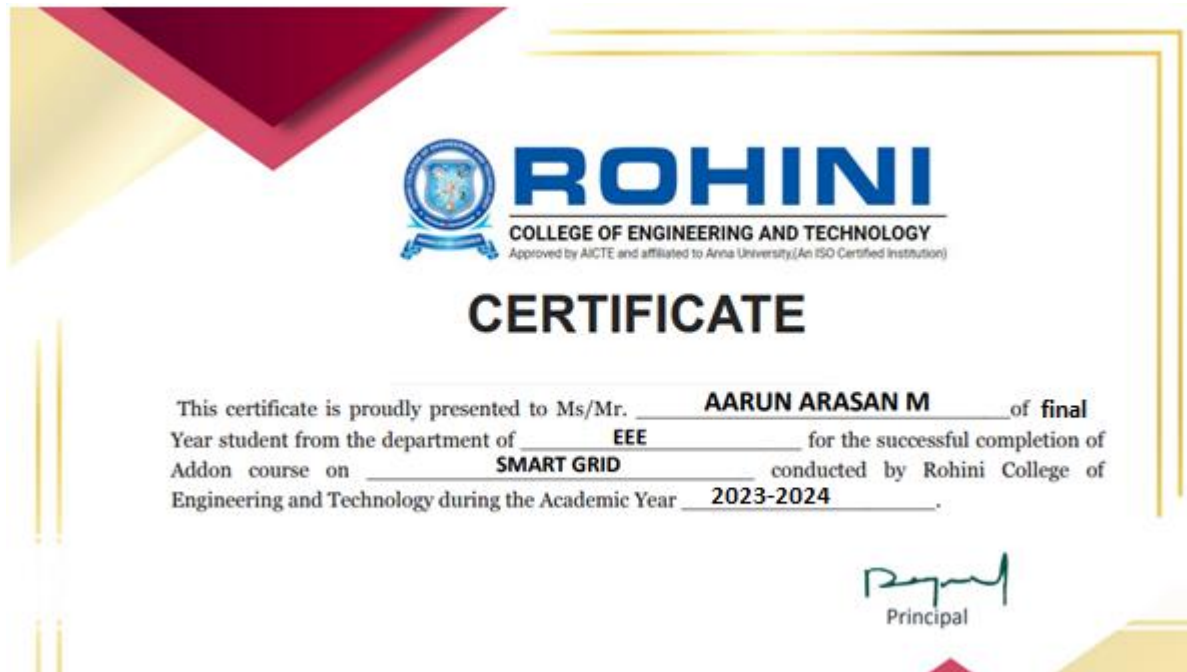 ROHINI
COLLEGE OF ENGINEERING AND TECHNOLOGY
Approved by AICTE and affiliated to Anna University,(An ISO Certified Institution)
CERTIFICATE
This certificate is proudly presented to Ms/Mr. AARUN ARASAN M of final
Year student from the department of EEE for the successful completion of
Addon course on SMART GRID conducted by Rohini College of
Engineering and Technology during the Academic Year 2023-2024.
Principal